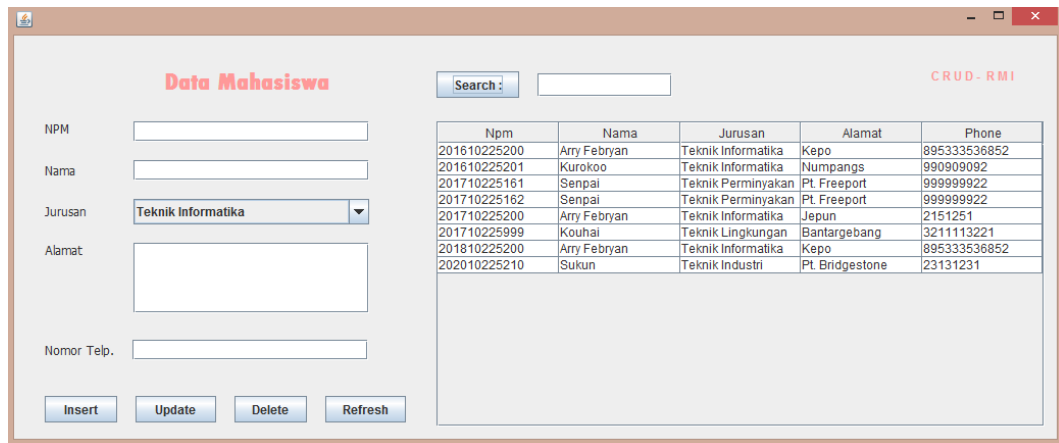 Data Mahasiswa
Search :
CRUD-RMI
NPM
Nama
Jurusan
Teknik Informatika
Alamat
Nomor Telp.
Insert Update Delete Refresh
Npm Nama Jurusan Alamat Phone
201610225200 Arry Febryan Teknik Informatika Kepo 895333536852
201610225201 Kurokoo Teknik Informatika Numpangs 990909092
201710225161 Senpai Teknik Perminyakan Pt. Freeport 999999922
201710225162 Senpai Teknik Perminyakan Pt. Freeport 999999922
201710225200 Arry Febryan Teknik Informatika Jepun 2151251
201710225999 Kouhai Teknik Lingkungan Bantargebang 3211113221
201810225200 Arry Febryan Teknik Informatika Kepo 895333536852
202010225210 Sukun Teknik Industri Pt. Bridgestone 23131231